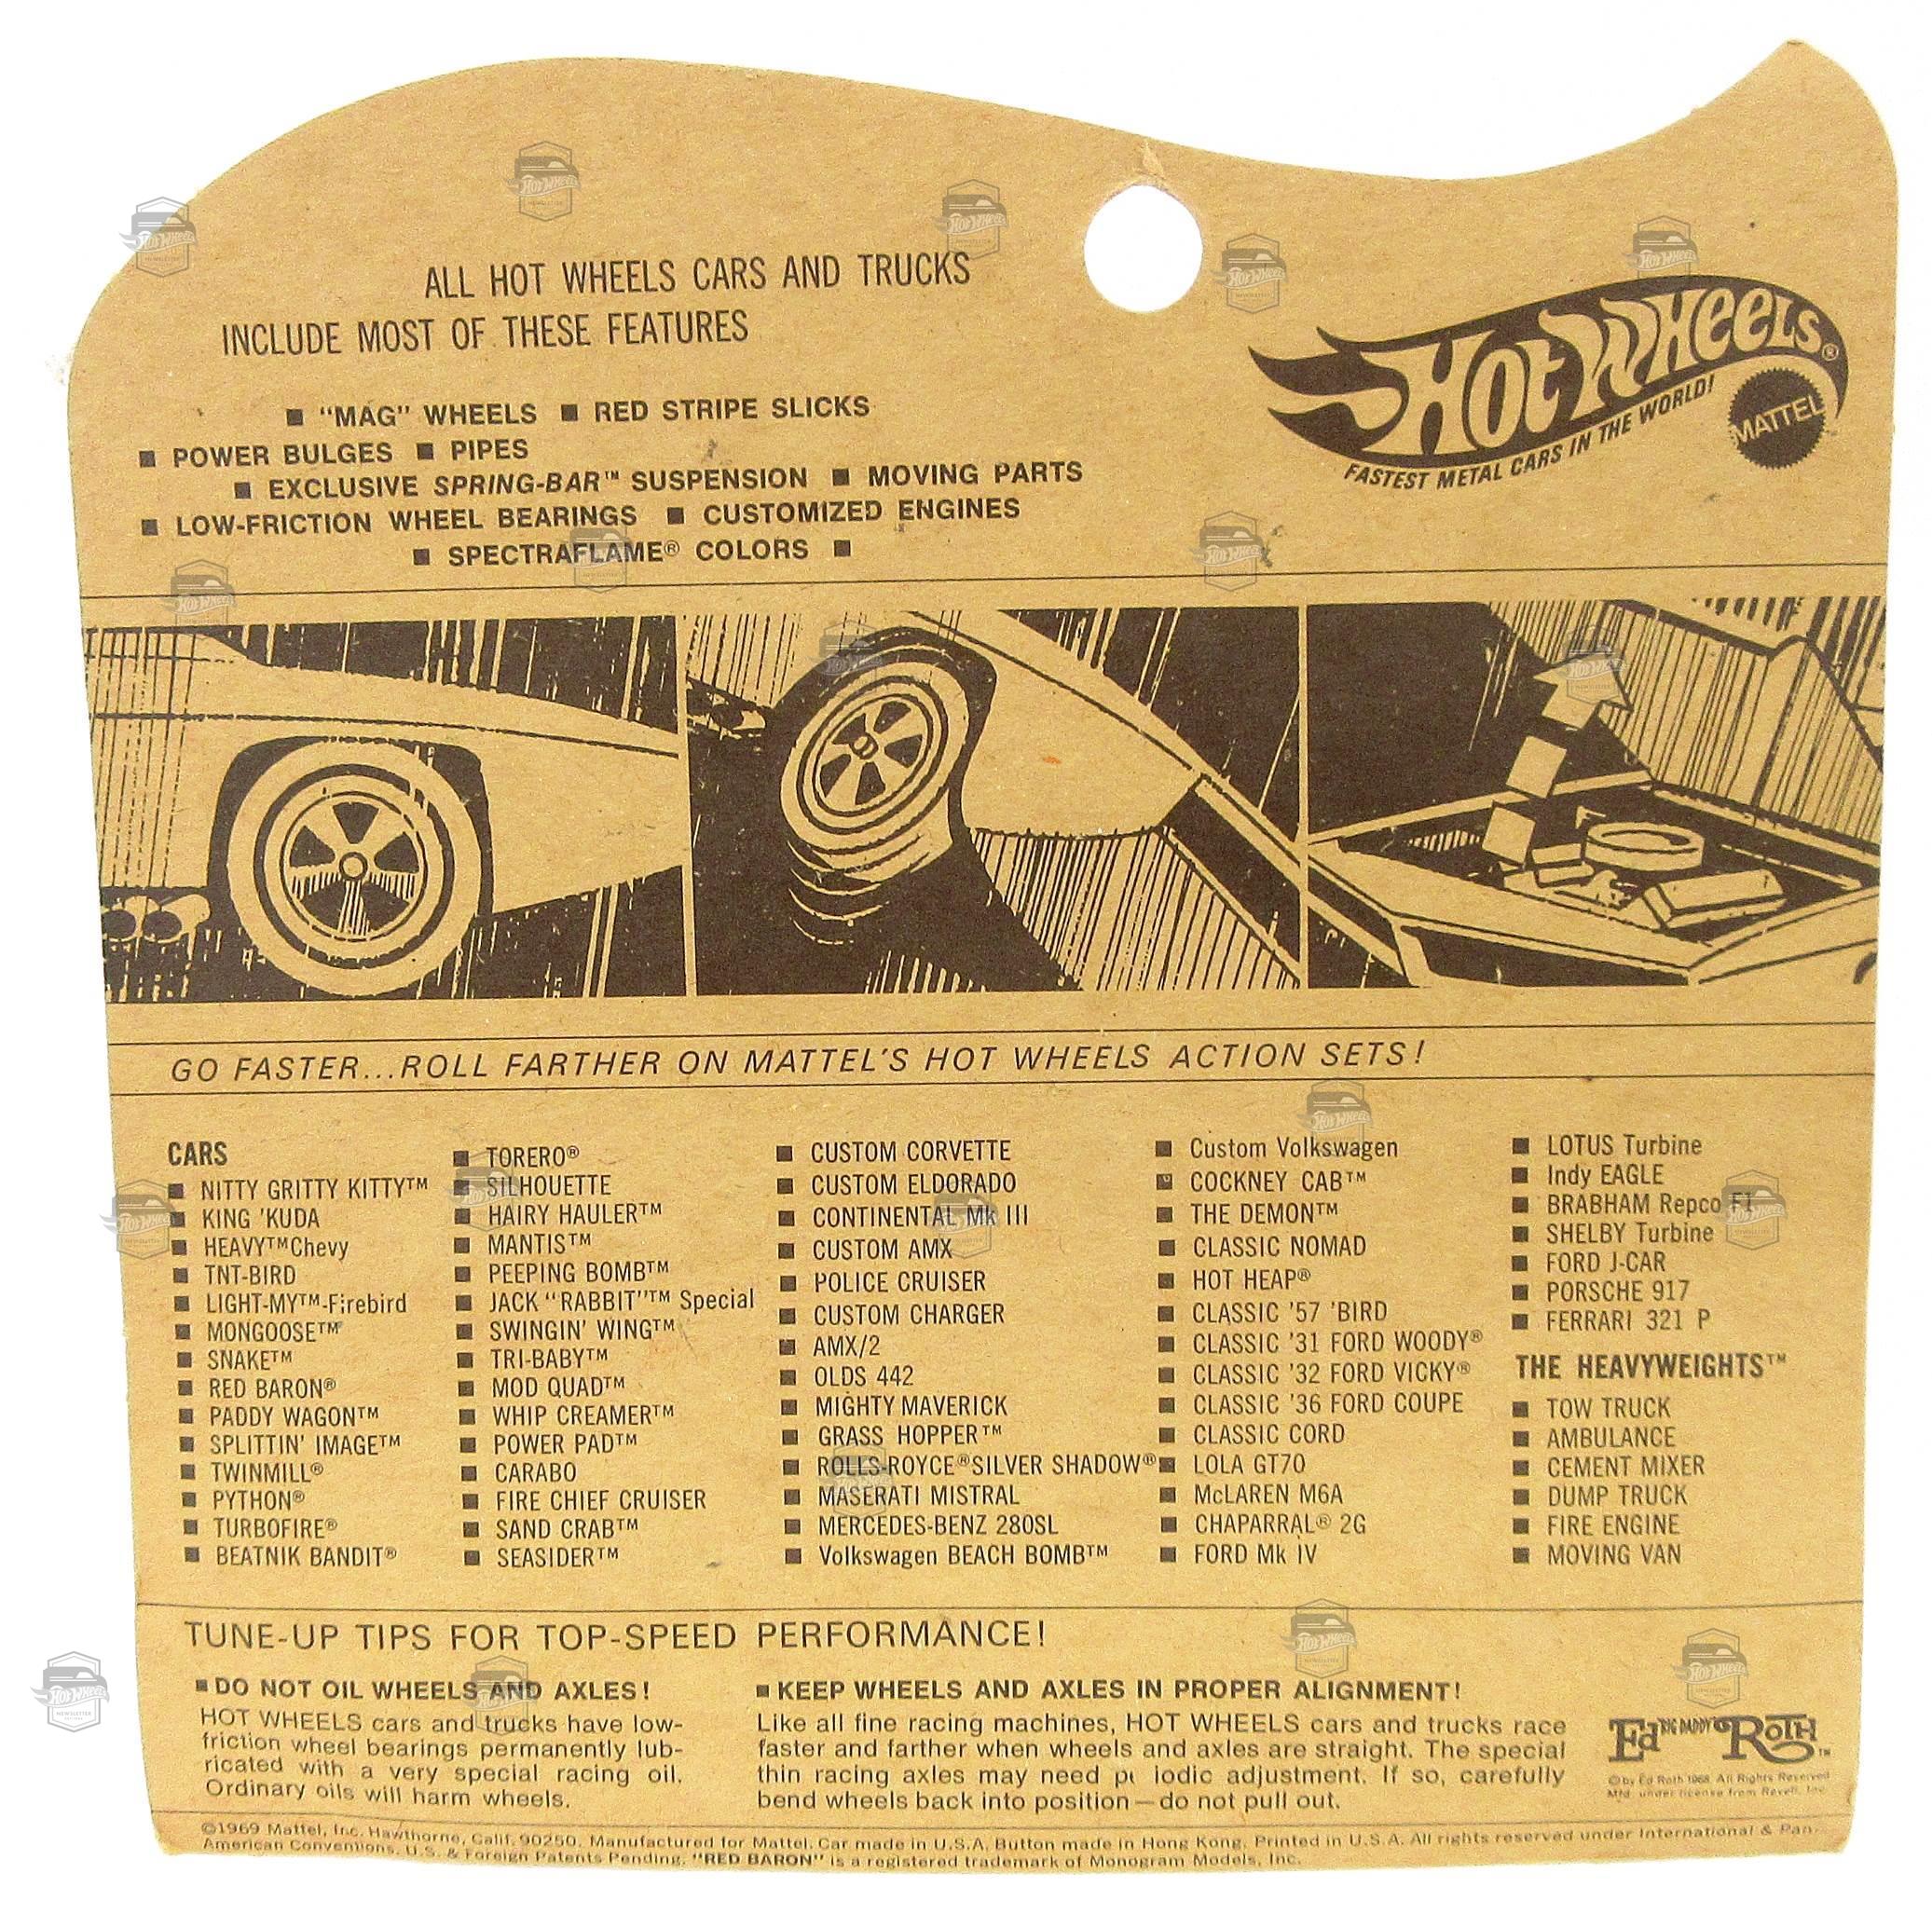 ALL HOT WHEELS CARS AND TRUCKS
INCLUDE MOST OF THESE FEATURES
■ "MAG" WHEELS ■ RED STRIPE SLICKS
■ POWER BULGES ■ PIPES
■ EXCLUSIVE SPRING-BAR™ SUSPENSION ■ MOVING PARTS
■ LOW-FRICTION WHEEL BEARINGS ■ CUSTOMIZED ENGINES
■ SPECTRAFLAME® COLORS ■
HOT WHEELS®
FASTEST METAL CARS IN THE WORLD!
MATTEL™
GO FASTER...ROLL FARTHER ON MATTEL'S HOT WHEELS ACTION SETS!
CARS
■ NITTY GRITTY KITTY™
■ KING 'KUDA
■ HEAVY™Chevy
■ TNT-BIRD
■ LIGHT-MY™-Firebird
■ MONGOOSE™
■ SNAKE™
■ RED BARON®
■ PADDY WAGON™
■ SPLITTIN' IMAGE™
■ TWINMILL®
■ PYTHON®
■ TURBOFIRE®
■ BEATNIK BANDIT®
■ TORERO®
■ SILHOUETTE
■ HAIRY HAULER™
■ MANTIS™
■ PEEPING BOMB™
■ JACK "RABBIT"™ Special
■ SWINGIN' WING™
■ TRI-BABY™
■ MOD QUAD™
■ WHIP CREAMER™
■ POWER PAD™
■ CARABO
■ FIRE CHIEF CRUISER
■ SAND CRAB™
■ SEASIDER™
■ CUSTOM CORVETTE
■ CUSTOM ELDORADO
■ CONTINENTAL Mk III
■ CUSTOM AMX
■ POLICE CRUISER
■ CUSTOM CHARGER
■ AMX/2
■ OLDS 442
■ MIGHTY MAVERICK
■ GRASS HOPPER™
■ ROLLS-ROYCE®SILVER SHADOW®
■ MASERATI MISTRAL
■ MERCEDES-BENZ 280SL
■ Volkswagen BEACH BOMB™
■ Custom Volkswagen
■ COCKNEY CAB™
■ THE DEMON™
■ CLASSIC NOMAD
■ HOT HEAP®
■ CLASSIC '57 'BIRD
■ CLASSIC '31 FORD WOODY®
■ CLASSIC '32 FORD VICKY®
■ CLASSIC '36 FORD COUPE
■ CLASSIC CORD
■ LOLA GT70
■ McLAREN M6A
■ CHAPARRAL® 2G
■ FORD Mk IV
■ LOTUS Turbine
■ Indy EAGLE
■ BRABHAM Repco F1
■ SHELBY Turbine
■ FORD J-CAR
■ PORSCHE 917
■ FERRARI 321 P
THE HEAVYWEIGHTS™
■ TOW TRUCK
■ AMBULANCE
■ CEMENT MIXER
■ DUMP TRUCK
■ FIRE ENGINE
■ MOVING VAN
TUNE-UP TIPS FOR TOP-SPEED PERFORMANCE!
■ DO NOT OIL WHEELS AND AXLES!
HOT WHEELS cars and trucks have low-
friction wheel bearings permanently lub-
ricated with a very special racing oil.
Ordinary oils will harm wheels.
■ KEEP WHEELS AND AXLES IN PROPER ALIGNMENT!
Like all fine racing machines, HOT WHEELS cars and trucks race
faster and farther when wheels and axles are straight. The special
thin racing axles may need iodic adjustment. If so, carefully
bend wheels back into position—do not pull out.
Ed "BIG DADDY" Roth™
© by Ed Roth 1968 All Rights Reserved
Mfd. under license from Revell, Inc.
©1969 Mattel, Inc. Hawthorne, Calif. 90250. Manufactured for Mattel. Car made in U.S.A. Button made in Hong Kong. Printed in U.S.A. All rights reserved under International & Pan-
American Conventions. U.S. & Foreign Patents Pending. "RED BARON" is a registered trademark of Monogram Models, Inc.